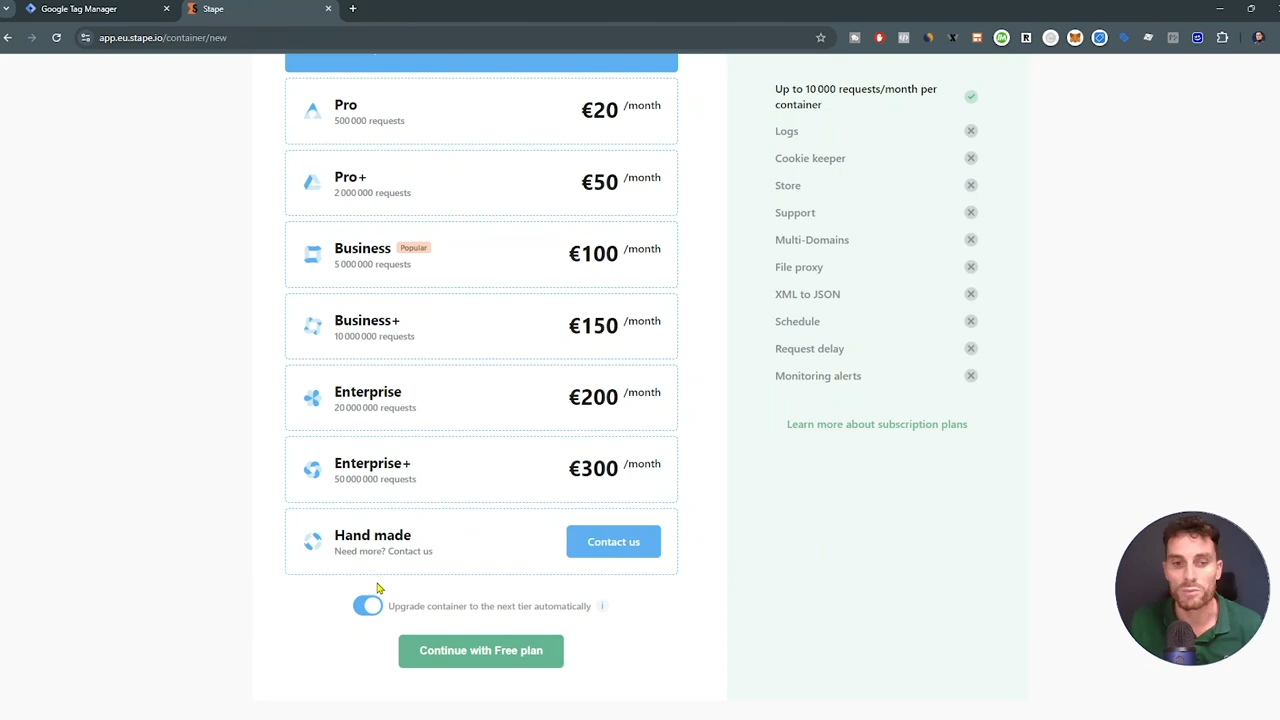 Google Tag Manager
Stape
app.eu.stape.io/container/new
Pro
500 000 requests
€20 /month
Pro+
2 000 000 requests
€50 /month
Business Popular
5 000 000 requests
€100 /month
Business+
10 000 000 requests
€150 /month
Enterprise
20 000 000 requests
€200 /month
Enterprise+
50 000 000 requests
€300 /month
Hand made
Need more? Contact us
Contact us
Upgrade container to the next tier automatically i
Continue with Free plan
Up to 10 000 requests/month per
container
Logs
Cookie keeper
Store
Support
Multi-Domains
File proxy
XML to JSON
Schedule
Request delay
Monitoring alerts
Learn more about subscription plans